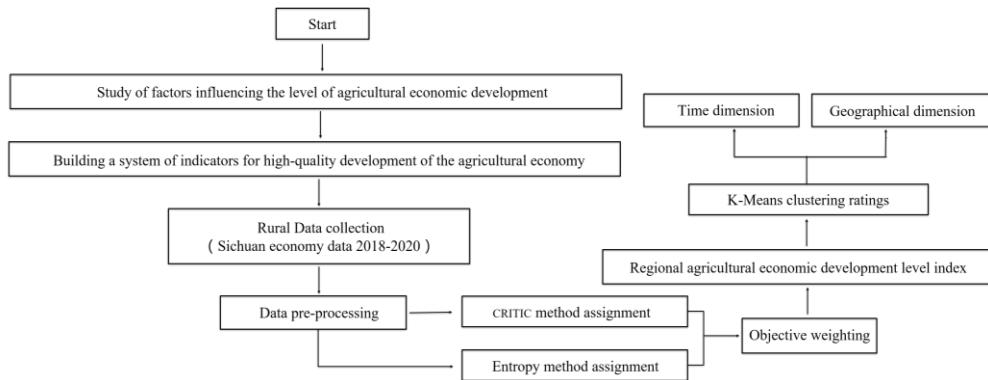 Start
Study of factors influencing the level of agricultural economic development
Building a system of indicators for high-quality development of the agricultural economy
Rural Data collection
( Sichuan economy data 2018-2020 )
Data pre-processing
CRITIC method assignment
Entropy method assignment
Objective weighting
Regional agricultural economic development level index
K-Means clustering ratings
Time dimension
Geographical dimension